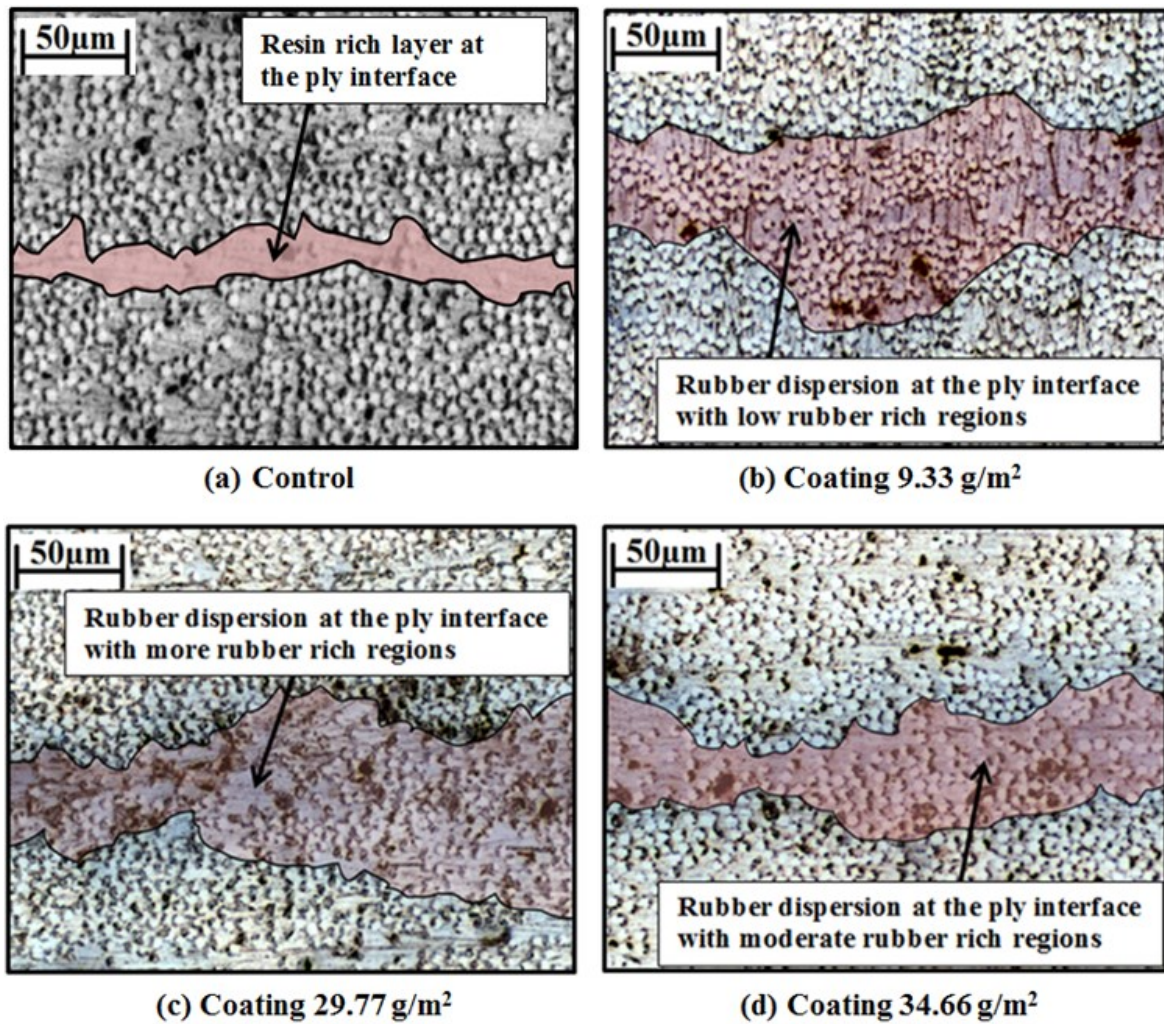 50μm
Resin rich layer at
the ply interface
(a) Control
50μm
Rubber dispersion at the ply interface
with low rubber rich regions
(b) Coating 9.33 g/m²
50μm
Rubber dispersion at the ply interface
with more rubber rich regions
(c) Coating 29.77 g/m²
50μm
Rubber dispersion at the ply interface
with moderate rubber rich regions
(d) Coating 34.66 g/m²